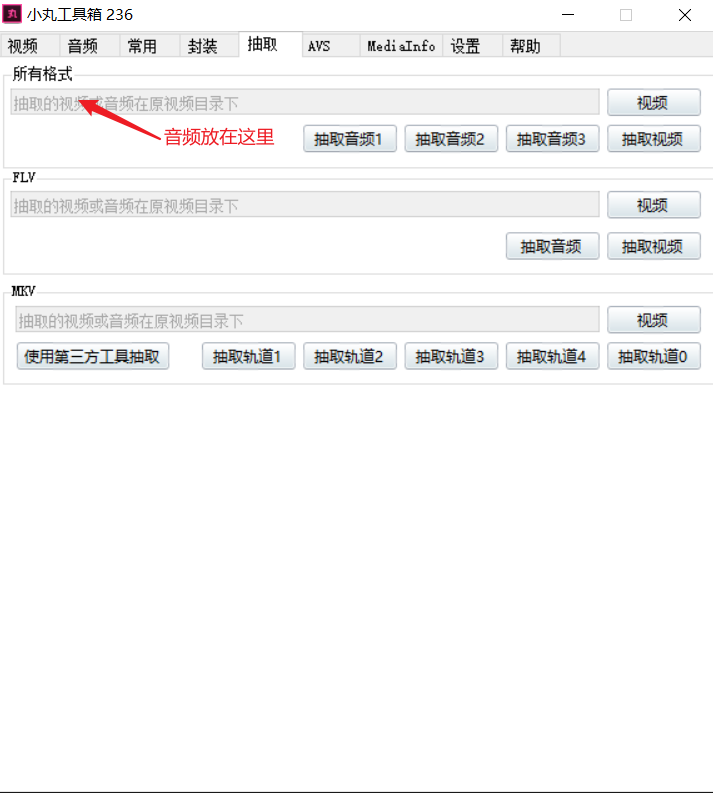 小丸工具箱 236
视频 音频 常用 封装 抽取 AVS MediaInfo 设置 帮助
所有格式
抽取的视频或音频在原视频目录下 视频
音频放在这里 抽取音频1 抽取音频2 抽取音频3 抽取视频
FLV
抽取的视频或音频在原视频目录下 视频
抽取音频 抽取视频
MKV
抽取的视频或音频在原视频目录下 视频
使用第三方工具抽取 抽取轨道1 抽取轨道2 抽取轨道3 抽取轨道4 抽取轨道0